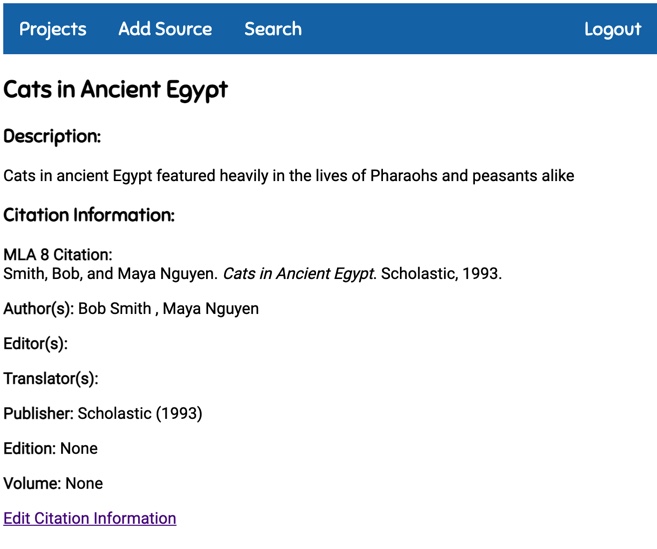 Projects Add Source Search Logout
Cats in Ancient Egypt
Description:
Cats in ancient Egypt featured heavily in the lives of Pharaohs and peasants alike
Citation Information:
MLA 8 Citation:
Smith, Bob, and Maya Nguyen. Cats in Ancient Egypt. Scholastic, 1993.
Author(s): Bob Smith , Maya Nguyen
Editor(s):
Translator(s):
Publisher: Scholastic (1993)
Edition: None
Volume: None
Edit Citation Information